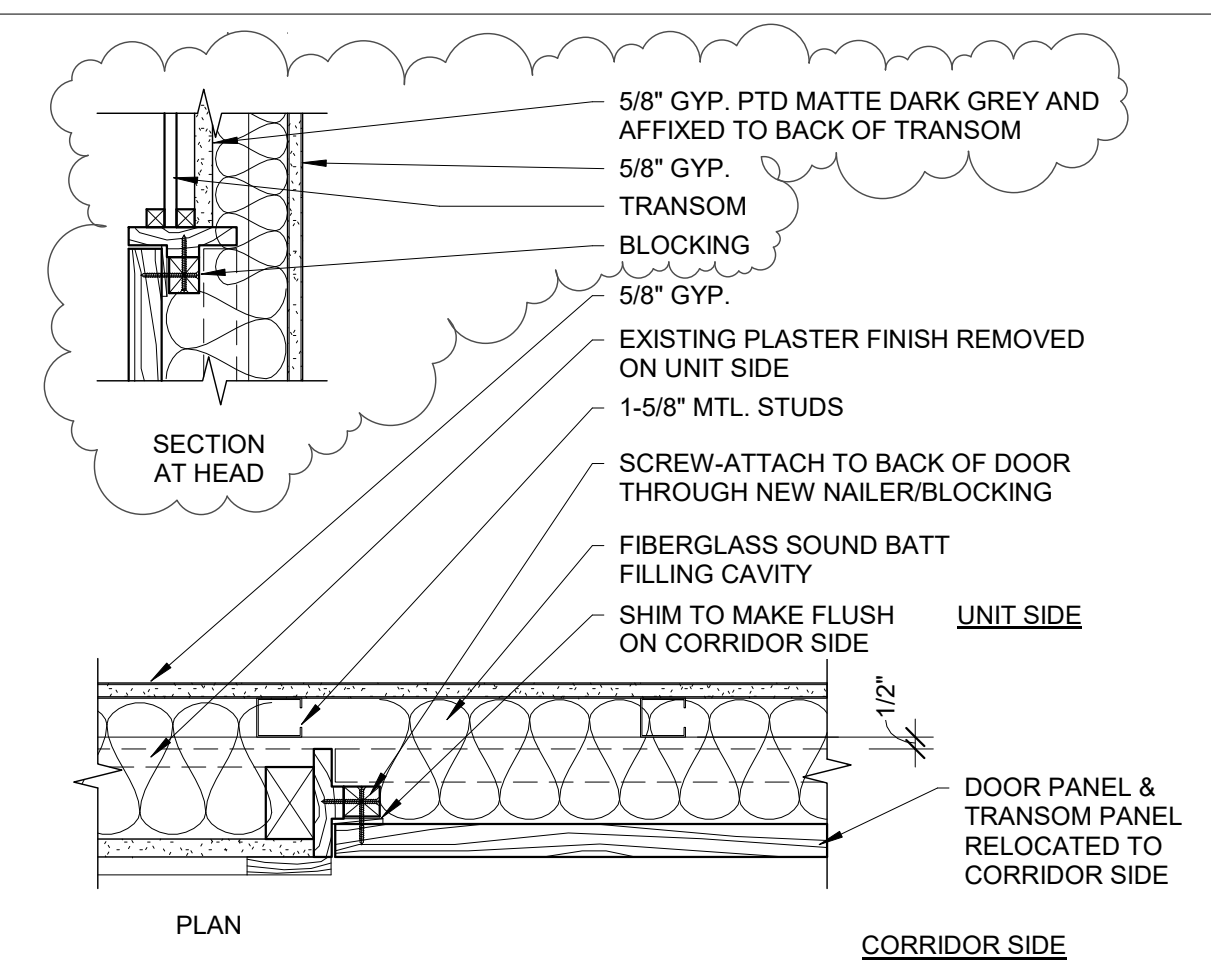 5/8" GYP. PTD MATTE DARK GREY AND
AFFIXED TO BACK OF TRANSOM
5/8" GYP.
TRANSOM
BLOCKING
5/8" GYP.
EXISTING PLASTER FINISH REMOVED
ON UNIT SIDE
1-5/8" MTL. STUDS
SECTION
AT HEAD
SCREW-ATTACH TO BACK OF DOOR
THROUGH NEW NAILER/BLOCKING
FIBERGLASS SOUND BATT
FILLING CAVITY
SHIM TO MAKE FLUSH
ON CORRIDOR SIDE
UNIT SIDE
1/2"
DOOR PANEL &
TRANSOM PANEL
RELOCATED TO
CORRIDOR SIDE
PLAN
CORRIDOR SIDE